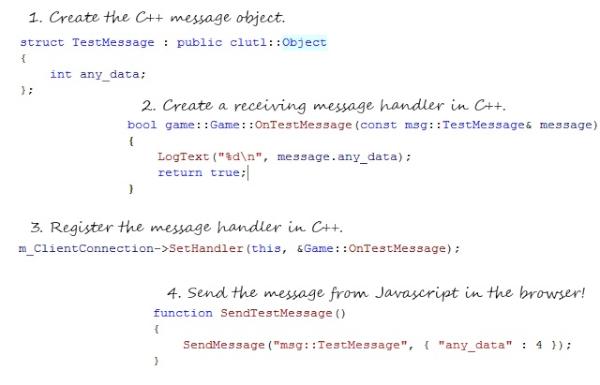 1. Create the C++ message object.
struct TestMessage : public clutl::Object
{
int any_data;
};
2. Create a receiving message handler in C++.
bool game::Game::OnTestMessage(const msg::TestMessage& message)
{
LogText("%d\n", message.any_data);
return true;
}
3. Register the message handler in C++.
m_ClientConnection->SetHandler(this, &Game::OnTestMessage);
4. Send the message from Javascript in the browser!
function SendTestMessage()
{
SendMessage("msg::TestMessage", { "any_data" : 4 });
}